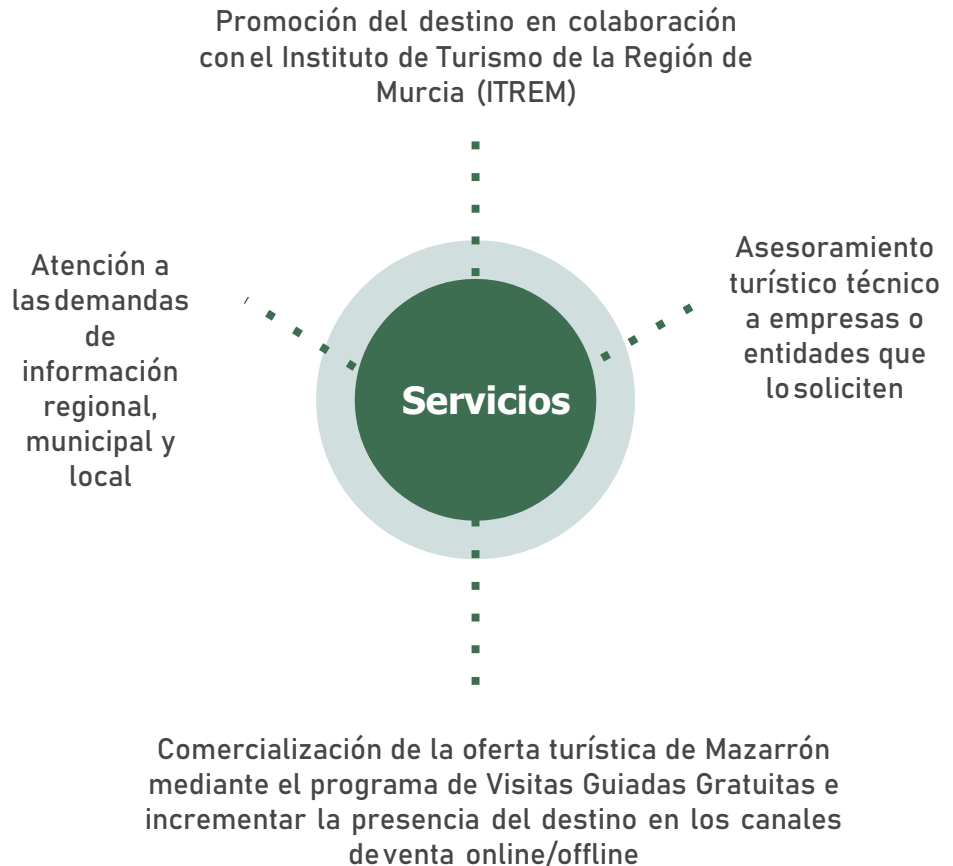 Promoción del destino en colaboración
con el Instituto de Turismo de la Región de
Murcia (ITREM)
Atención a
las demandas
de
información
regional,
municipal y
local
Servicios
Asesoramiento
turístico técnico
a empresas o
entidades que
lo soliciten
Comercialización de la oferta turística de Mazarrón
mediante el programa de Visitas Guiadas Gratuitas e
incrementar la presencia del destino en los canales
de venta online/offline